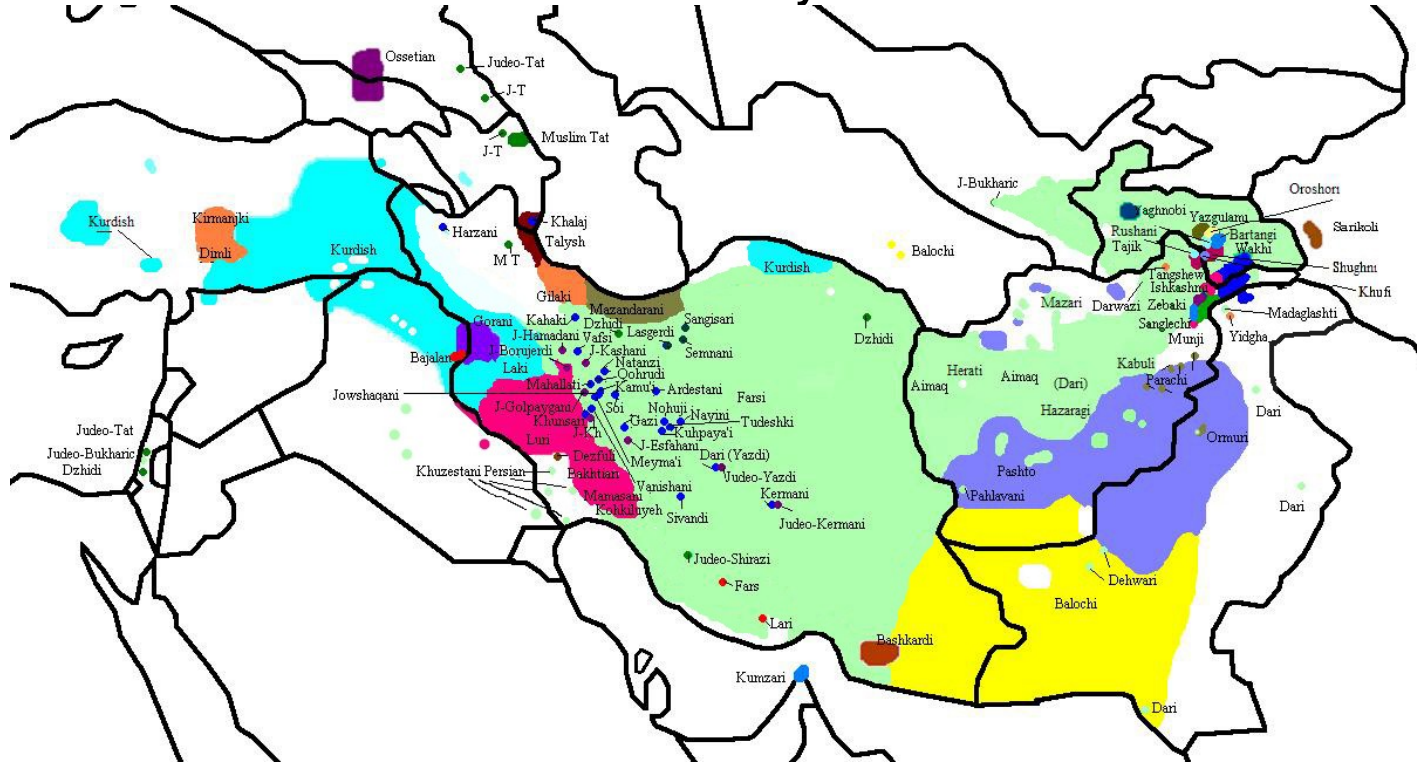 Ossetian
Judeo-Tat
J-T
J-T
Muslim Tat
J-Bukharic
Oroshori
Yaghnobi
Yazgulami
Sarikoli
Kirmanjki
Kurdish
Dimli
Kurdish
Harzani
Khalaj
Talysh
M T
Balochi
Kurdish
Rushani
Bartangi
Tajik
Wakhi
Shughni
Tangshew
Ishkashmi
Khufi
Gilaki
Mazandarani
Mazari
Darwazi
Zebaki
Madaglashti
Sanglechi
Yidgha
Munji
Gorani
Kahaki
Dzhidi
Sangisari
Lasgerdi
Dzhidi
J-Hamadani
Vafsi
Semnani
Bajalan
J-Borujerdi
J-Kashani
Laki
Natanzi
Kabuli
Herati
Parachi
Aimaq
Aimaq
(Dari)
Mahallati
Qohrudi
Kamu'i
Ardestani
Jowshaqani
Farsi
Dari
J-Golpaygani
Soi
Nohuji
Nayini
Hazaragi
Khunsari
Gazi
Tudeshki
Judeo-Tat
Luri
J-Kh
Kuhpaya'i
Ormuri
Judeo-Bukharic
J-Esfahani
Dzhidi
Dezfuli
Meyma'i
Dari (Yazdi)
Khuzestani Persian
Bakhtiari
Judeo-Yazdi
Pashto
Vanishani
Mamasani
Kermani
Pahlavani
Kohkiluyeh
Sivandi
Judeo-Kermani
Dari
Judeo-Shirazi
Dehwari
Fars
Balochi
Lari
Bashkardi
Kumzari
Dari